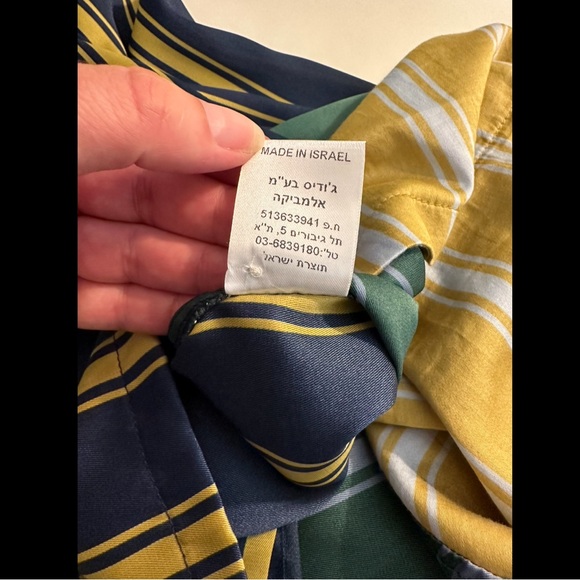 MADE IN ISRAEL
ג'ודיס בע"מ
אלמביקה
ח.פ 513633941
תל גיבורים 5, ת"א
טל': 03-6839180
תוצרת ישראל